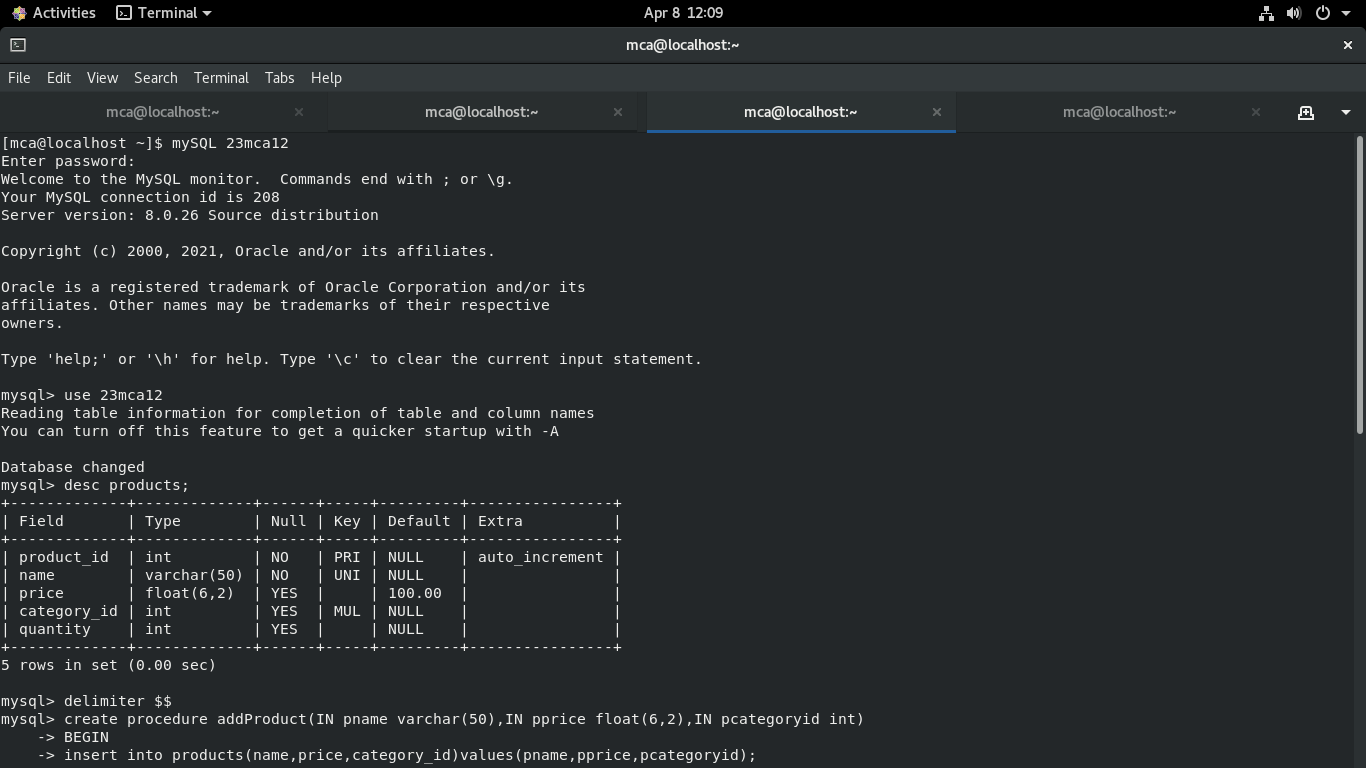 Activities Terminal Apr 8 12:09
mca@localhost:~
File Edit View Search Terminal Tabs Help
mca@localhost:~ mca@localhost:~ mca@localhost:~ mca@localhost:~
[mca@localhost ~]$ mySQL 23mca12
Enter password:
Welcome to the MySQL monitor.  Commands end with ; or \g.
Your MySQL connection id is 208
Server version: 8.0.26 Source distribution

Copyright (c) 2000, 2021, Oracle and/or its affiliates.

Oracle is a registered trademark of Oracle Corporation and/or its
affiliates. Other names may be trademarks of their respective
owners.

Type 'help;' or '\h' for help. Type '\c' to clear the current input statement.

mysql> use 23mca12
Reading table information for completion of table and column names
You can turn off this feature to get a quicker startup with -A

Database changed
mysql> desc products;
+-------------+-------------+------+-----+---------+----------------+
| Field       | Type        | Null | Key | Default | Extra          |
+-------------+-------------+------+-----+---------+----------------+
| product_id  | int         | NO   | PRI | NULL    | auto_increment |
| name        | varchar(50) | NO   | UNI | NULL    |                |
| price       | float(6,2)  | YES  |     | 100.00  |                |
| category_id | int         | YES  | MUL | NULL    |                |
| quantity    | int         | YES  |     | NULL    |                |
+-------------+-------------+------+-----+---------+----------------+
5 rows in set (0.00 sec)

mysql> delimiter $$
mysql> create procedure addProduct(IN pname varchar(50),IN pprice float(6,2),IN pcategoryid int)
    -> BEGIN
    -> insert into products(name,price,category_id)values(pname,pprice,pcategoryid);